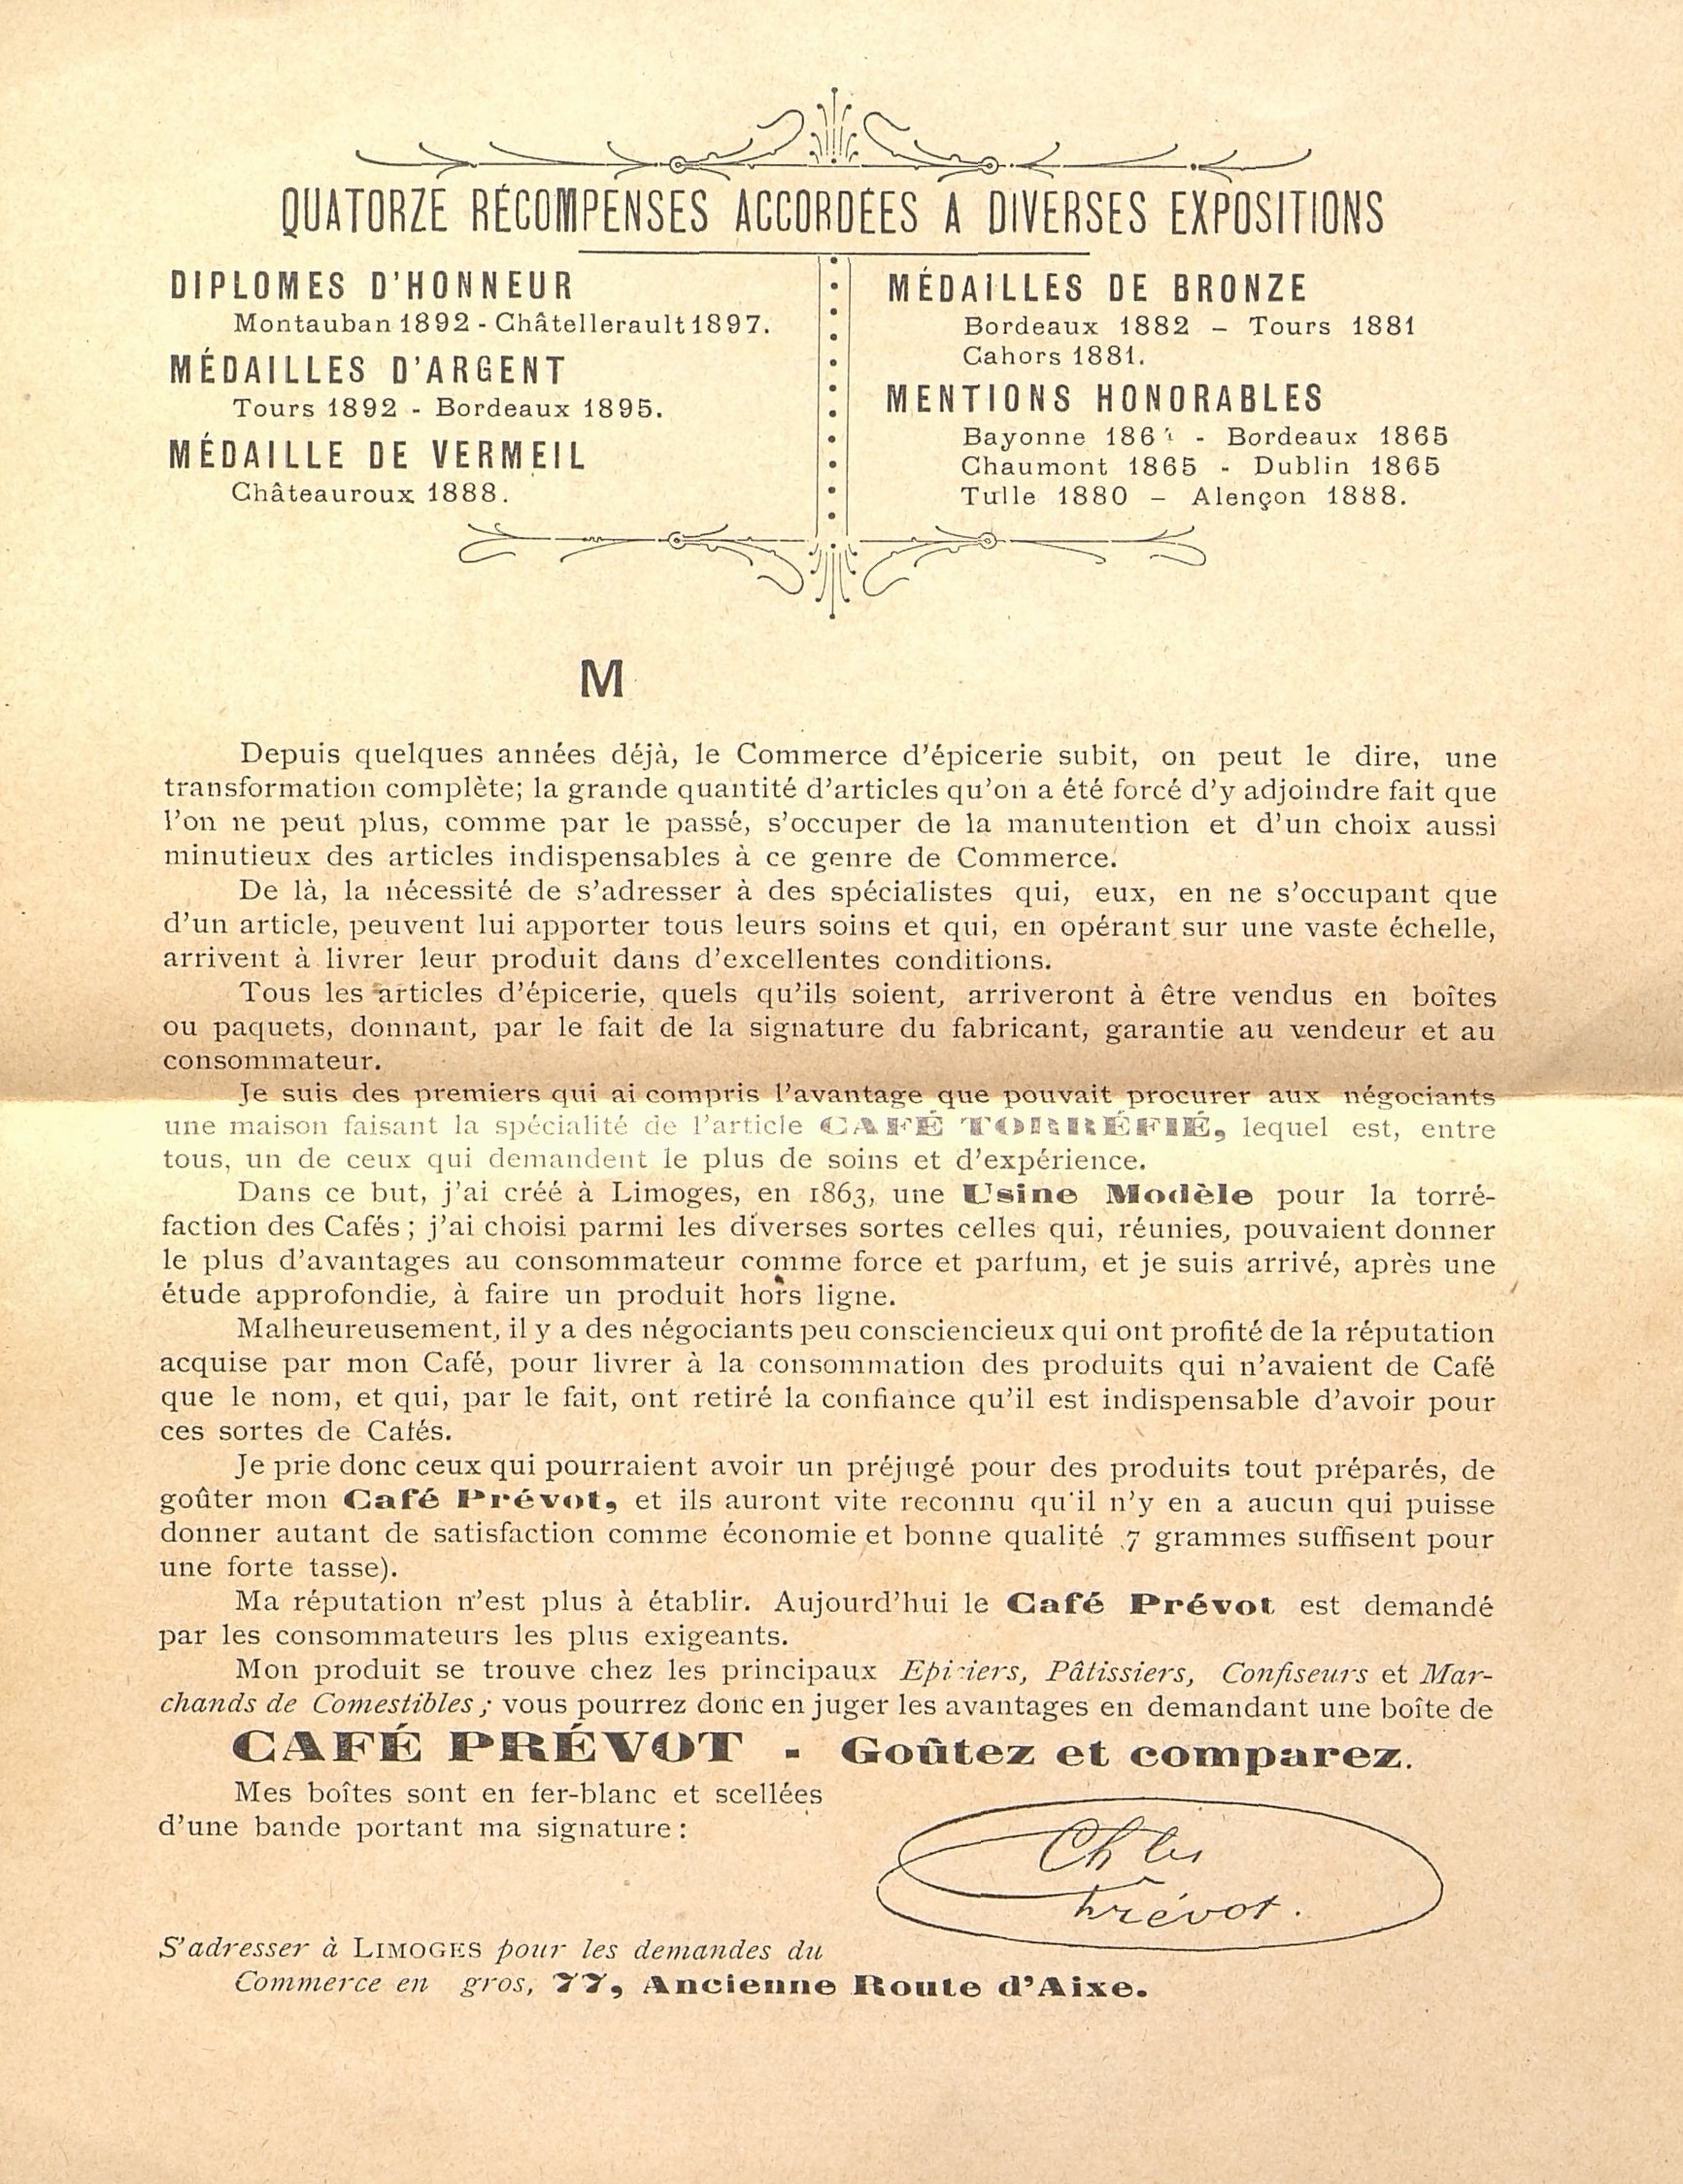 QUATORZE RÉCOMPENSES ACCORDÉES A DIVERSES EXPOSITIONS
DIPLOMES D'HONNEUR
Montauban 1892 - Châtellerault 1897.
MÉDAILLES D'ARGENT
Tours 1892 - Bordeaux 1895.
MÉDAILLE DE VERMEIL
Châteauroux 1888.
MÉDAILLES DE BRONZE
Bordeaux 1882 – Tours 1881
Cahors 1881.
MENTIONS HONORABLES
Bayonne - Bordeaux 1865
Chaumont 1865 - Dublin 1865
Tulle 1880 – Alençon 1888.
M
Depuis quelques années déjà, le Commerce d'épicerie subit, on peut le dire, une
transformation complète; la grande quantité d'articles qu'on a été forcé d'y adjoindre fait que
l'on ne peut plus, comme par le passé, s'occuper de la manutention et d'un choix aussi
minutieux des articles indispensables à ce genre de Commerce.
De là, la nécessité de s'adresser à des spécialistes qui, eux, en ne s'occupant que
d'un article, peuvent lui apporter tous leurs soins et qui, en opérant sur une vaste échelle,
arrivent à livrer leur produit dans d'excellentes conditions.
Tous les articles d'épicerie, quels qu'ils soient, arriveront à être vendus en boîtes
ou paquets, donnant, par le fait de la signature du fabricant, garantie au vendeur et au
consommateur.
Je suis des premiers qui ai compris l'avantage que pouvait procurer aux négociants
une maison faisant la spécialité de l'article CAFÉ TORRÉFIÉ, lequel est, entre
tous, un de ceux qui demandent le plus de soins et d'expérience.
Dans ce but, j'ai créé à Limoges, en 1863, une Usine Modèle pour la torré-
faction des Cafés ; j'ai choisi parmi les diverses sortes celles qui, réunies, pouvaient donner
le plus d'avantages au consommateur comme force et parfum, et je suis arrivé, après une
étude approfondie, à faire un produit hors ligne.
Malheureusement, il y a des négociants peu consciencieux qui ont profité de la réputation
acquise par mon Café, pour livrer à la consommation des produits qui n'avaient de Café
que le nom, et qui, par le fait, ont retiré la confiance qu'il est indispensable d'avoir pour
ces sortes de Cafés.
Je prie donc ceux qui pourraient avoir un préjugé pour des produits tout préparés, de
goûter mon Café Prévot, et ils auront vite reconnu qu'il n'y en a aucun qui puisse
donner autant de satisfaction comme économie et bonne qualité 7 grammes suffisent pour
une forte tasse).
Ma réputation n'est plus à établir. Aujourd'hui le Café Prévot est demandé
par les consommateurs les plus exigeants.
Mon produit se trouve chez les principaux Epiciers, Pâtissiers, Confiseurs et Mar-
chands de Comestibles ; vous pourrez donc en juger les avantages en demandant une boîte de
CAFÉ PRÉVOT - Goûtez et comparez.
Mes boîtes sont en fer-blanc et scellées
d'une bande portant ma signature :
Ch les
Prévot.
S'adresser à LIMOGES pour les demandes du
Commerce en gros, 77, Ancienne Route d'Aixe.